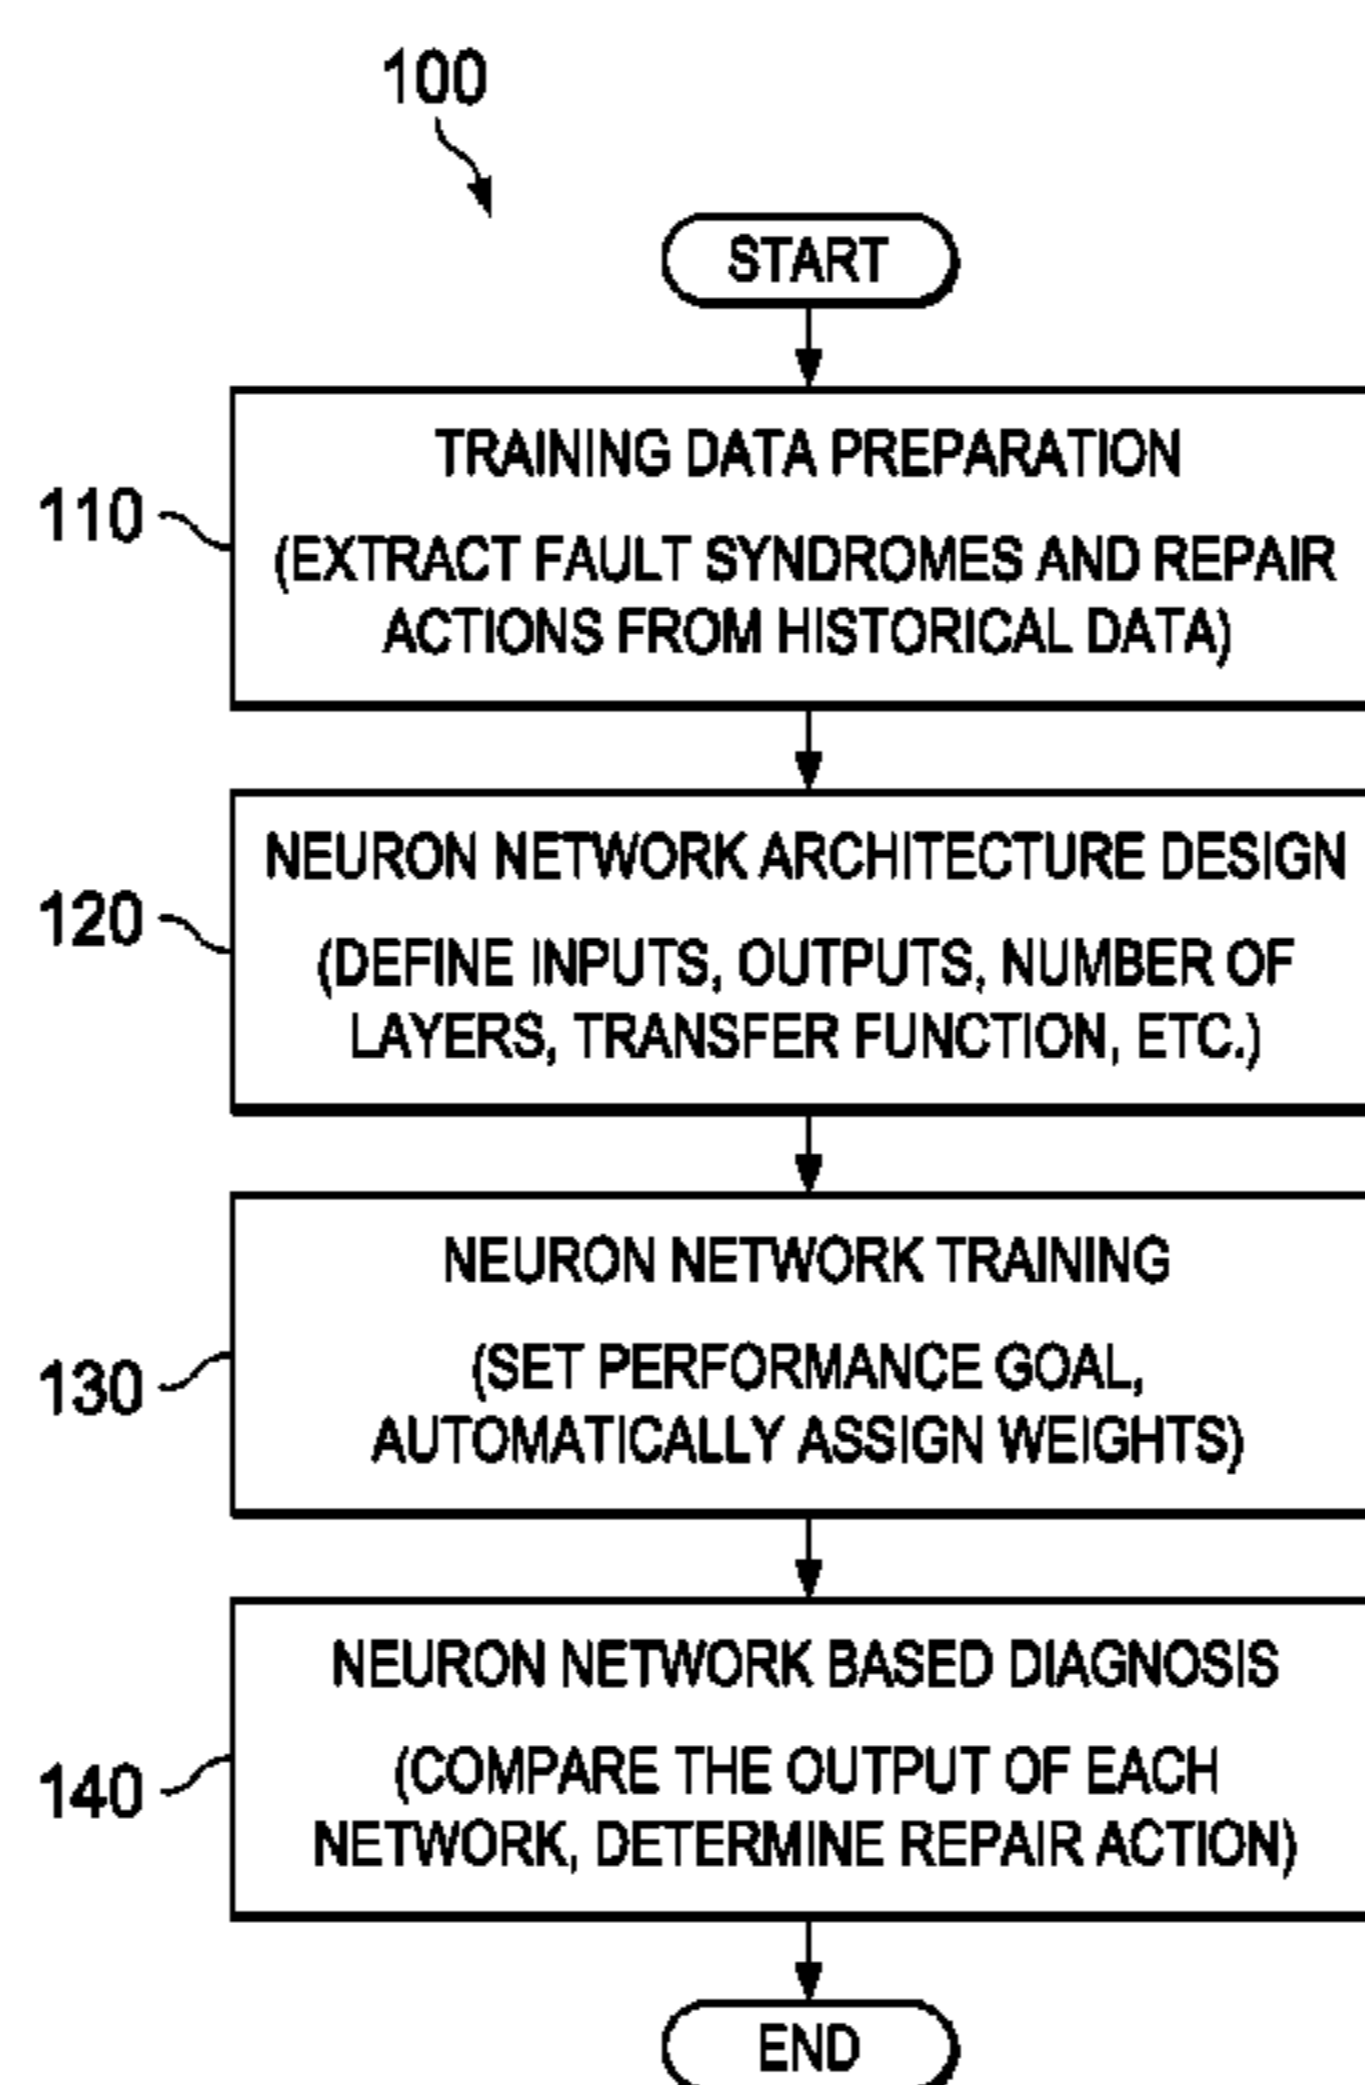 100
START
110
TRAINING DATA PREPARATION
(EXTRACT FAULT SYNDROMES AND REPAIR
ACTIONS FROM HISTORICAL DATA)
120
NEURON NETWORK ARCHITECTURE DESIGN
(DEFINE INPUTS, OUTPUTS, NUMBER OF
LAYERS, TRANSFER FUNCTION, ETC.)
130
NEURON NETWORK TRAINING
(SET PERFORMANCE GOAL,
AUTOMATICALLY ASSIGN WEIGHTS)
140
NEURON NETWORK BASED DIAGNOSIS
(COMPARE THE OUTPUT OF EACH
NETWORK, DETERMINE REPAIR ACTION)
END